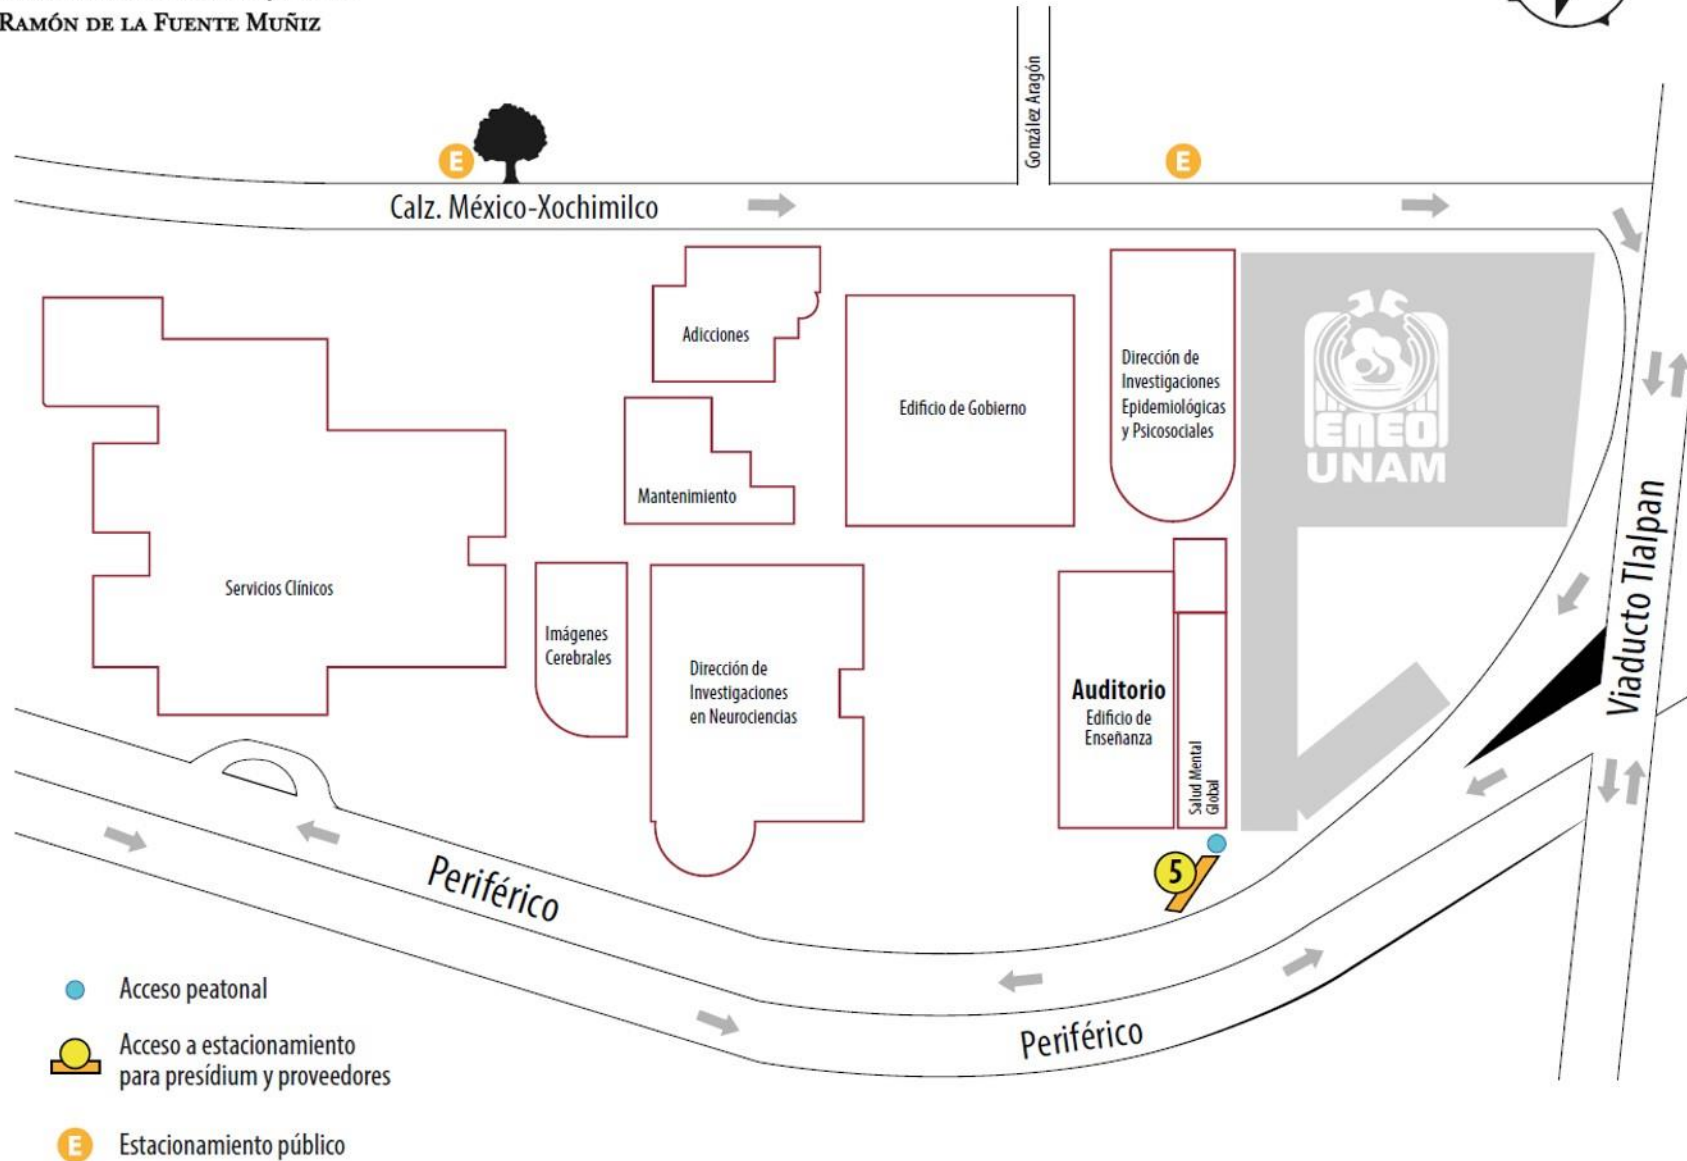 RAMÓN DE LA FUENTE MUÑIZ
González Aragón
E
E
Calz. México-Xochimilco
Adicciones
Edificio de Gobierno
Dirección de
Investigaciones
Epidemiológicas
y Psicosociales
ENEO
UNAM
Mantenimiento
Servicios Clínicos
Imágenes
Cerebrales
Dirección de
Investigaciones
en Neurociencias
Auditorio
Edificio de
Enseñanza
Salud Mental
Global
Viaducto Tlalpan
5
Periférico
Periférico
Acceso peatonal
Acceso a estacionamiento
para presídium y proveedores
E Estacionamiento público